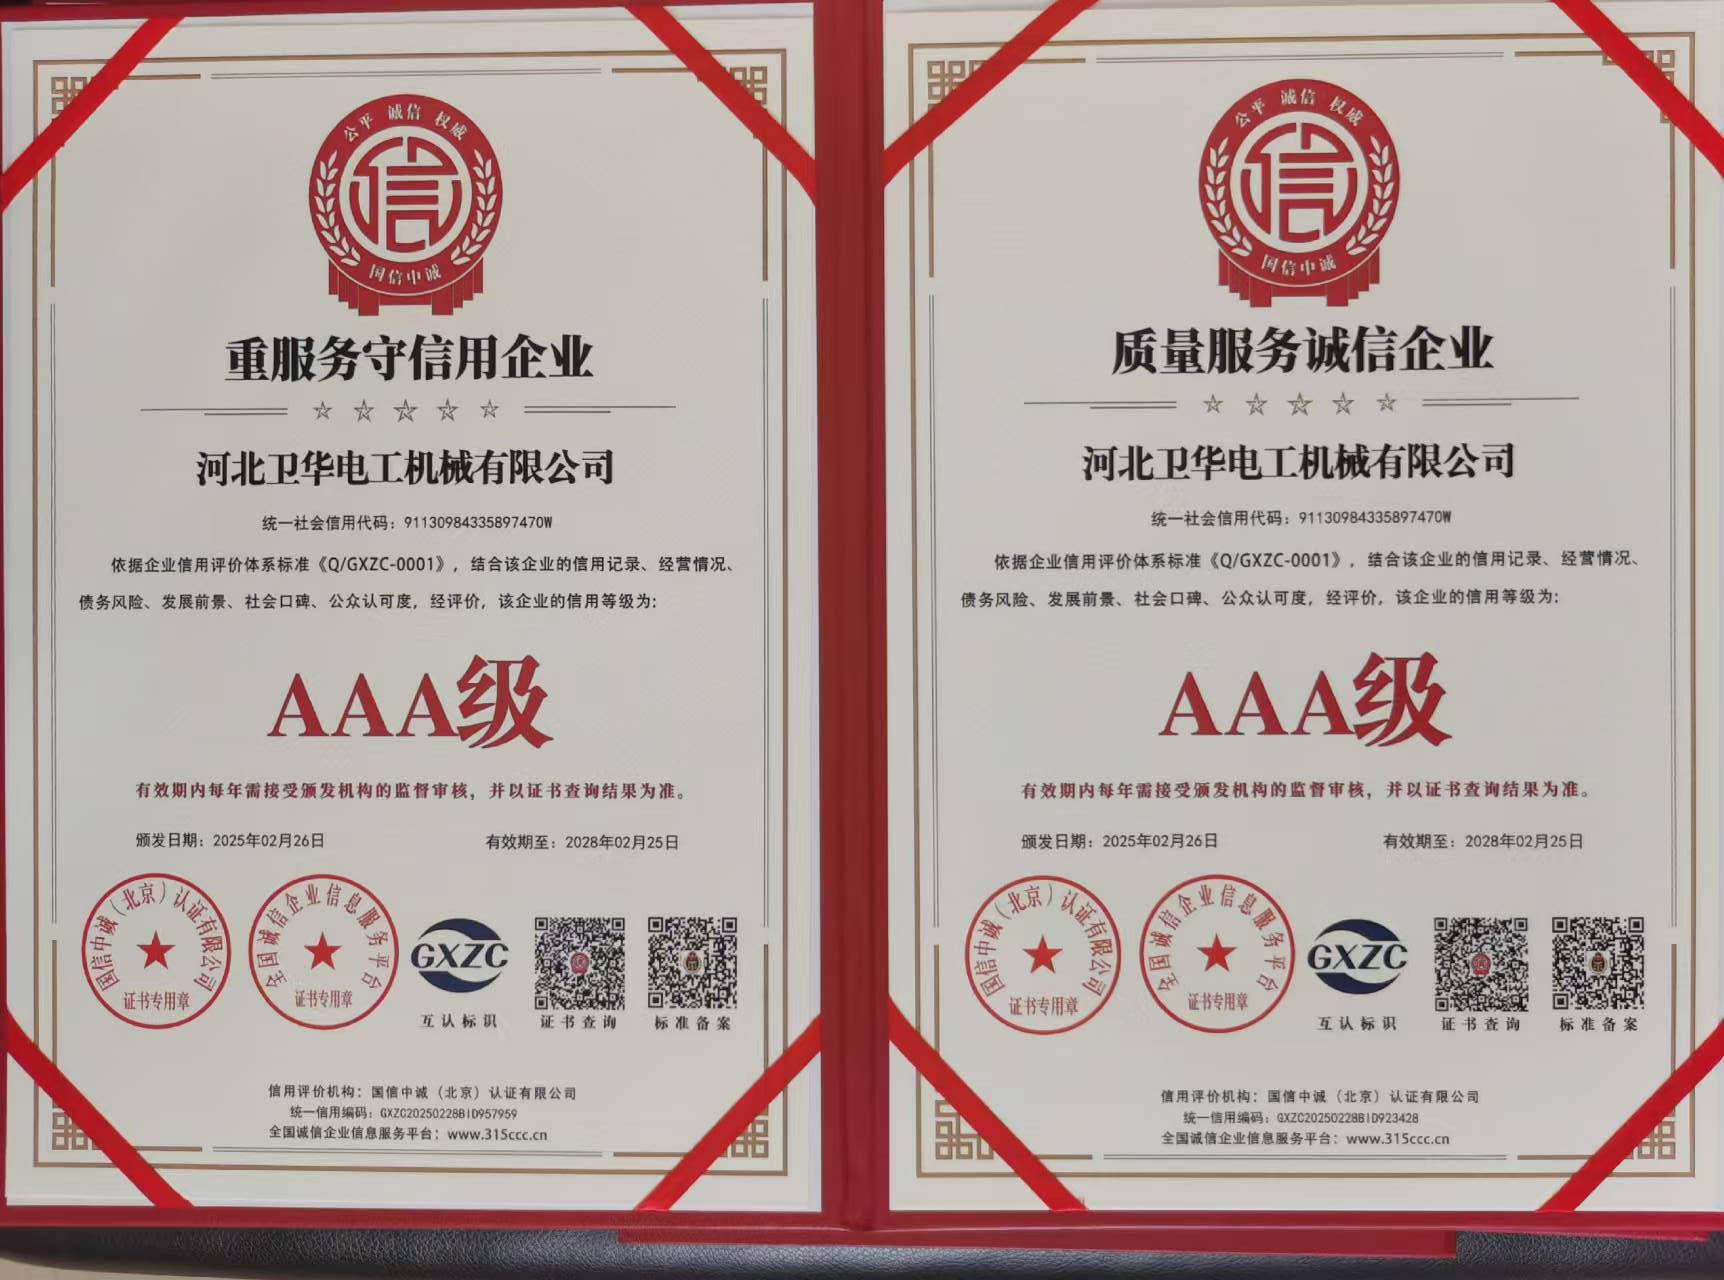 公平 诚信 权威
信
国信中诚
重服务守信用企业
河北卫华电工机械有限公司
统一社会信用代码：91130984335897470W
依据企业信用评价体系标准《Q/GXZC-0001》，结合该企业的信用记录、经营情况、
债务风险、发展前景、社会口碑、公众认可度，经评价，该企业的信用等级为：
AAA级
有效期内每年需接受颁发机构的监督审核，并以证书查询结果为准。
颁发日期：2025年02月26日 有效期至：2028年02月25日
国信中诚（北京）认证有限公司
证书专用章
全国诚信企业信息服务平台
证书专用章
GXZC
互认标识 证书查询 标准备案
信用评价机构：国信中诚（北京）认证有限公司
统一信用编码：GXZC20250228BID957959
全国诚信企业信息服务平台：www.315ccc.cn
公平 诚信 权威
信
国信中诚
质量服务诚信企业
河北卫华电工机械有限公司
统一社会信用代码：91130984335897470W
依据企业信用评价体系标准《Q/GXZC-0001》，结合该企业的信用记录、经营情况、
债务风险、发展前景、社会口碑、公众认可度，经评价，该企业的信用等级为：
AAA级
有效期内每年需接受颁发机构的监督审核，并以证书查询结果为准。
颁发日期：2025年02月26日 有效期至：2028年02月25日
国信中诚（北京）认证有限公司
证书专用章
全国诚信企业信息服务平台
证书专用章
GXZC
互认标识 证书查询 标准备案
信用评价机构：国信中诚（北京）认证有限公司
统一信用编码：GXZC20250228BID923428
全国诚信企业信息服务平台：www.315ccc.cn